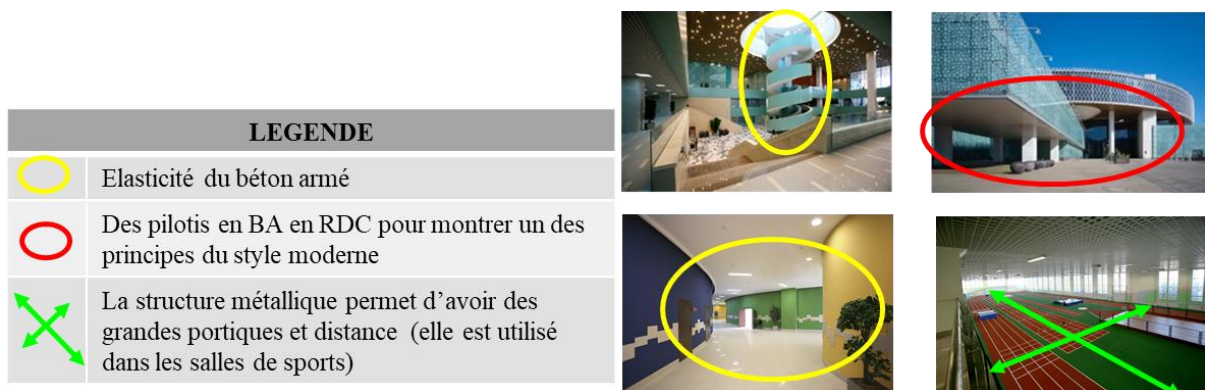 LEGENDE
Elasticité du béton armé
Des pilotis en BA en RDC pour montrer un des
principes du style moderne
La structure métallique permet d’avoir des
grandes portiques et distance (elle est utilisé
dans les salles de sports)